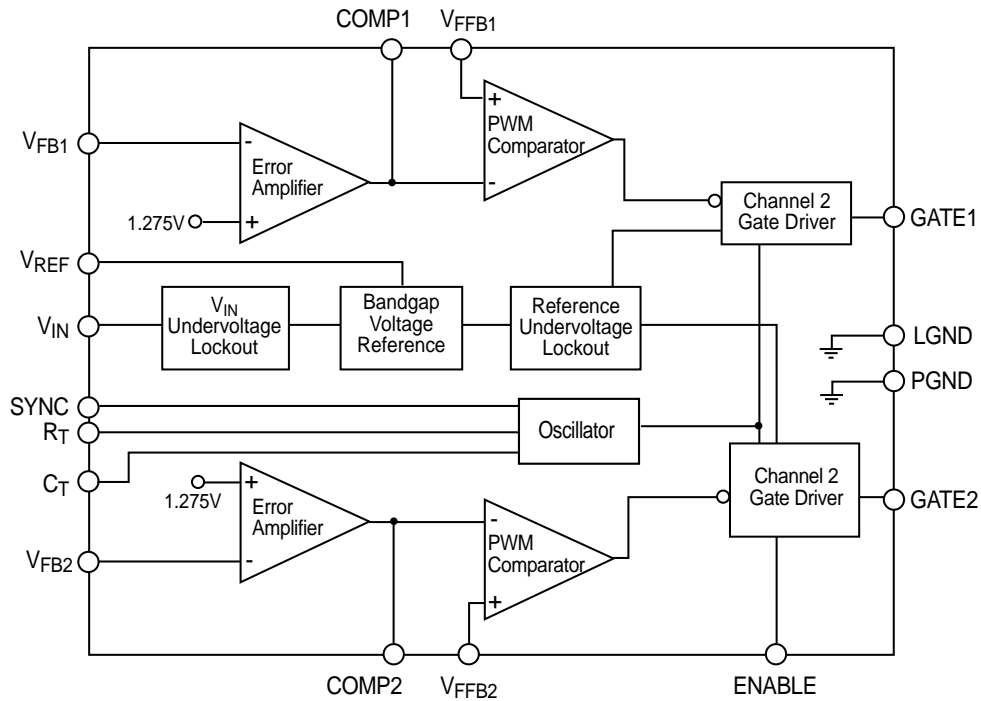 COMP1
VFFB1
+
PWM
Comparator
-
VFB1
-
Error
Amplifier
1.275V
+
Channel 2
Gate Driver
GATE1
VREF
VIN
VIN
Undervoltage
Lockout
Bandgap
Voltage
Reference
Reference
Undervoltage
Lockout
LGND
PGND
SYNC
RT
CT
Oscillator
1.275V
+
Error
Amplifier
-
VFB2
-
PWM
Comparator
+
Channel 2
Gate Driver
GATE2
COMP2
VFFB2
ENABLE